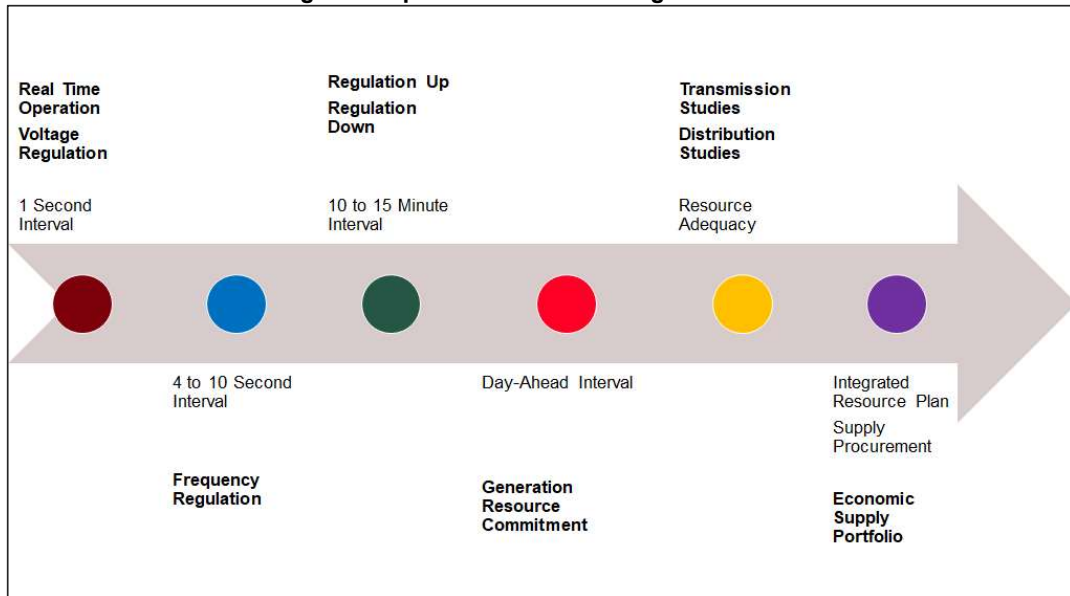 Real Time
Operation
Voltage
Regulation
1 Second
Interval
Regulation Up
Regulation
Down
10 to 15 Minute
Interval
Transmission
Studies
Distribution
Studies
Resource
Adequacy
4 to 10 Second
Interval
Frequency
Regulation
Day-Ahead Interval
Generation
Resource
Commitment
Integrated
Resource Plan
Supply
Procurement
Economic
Supply
Portfolio